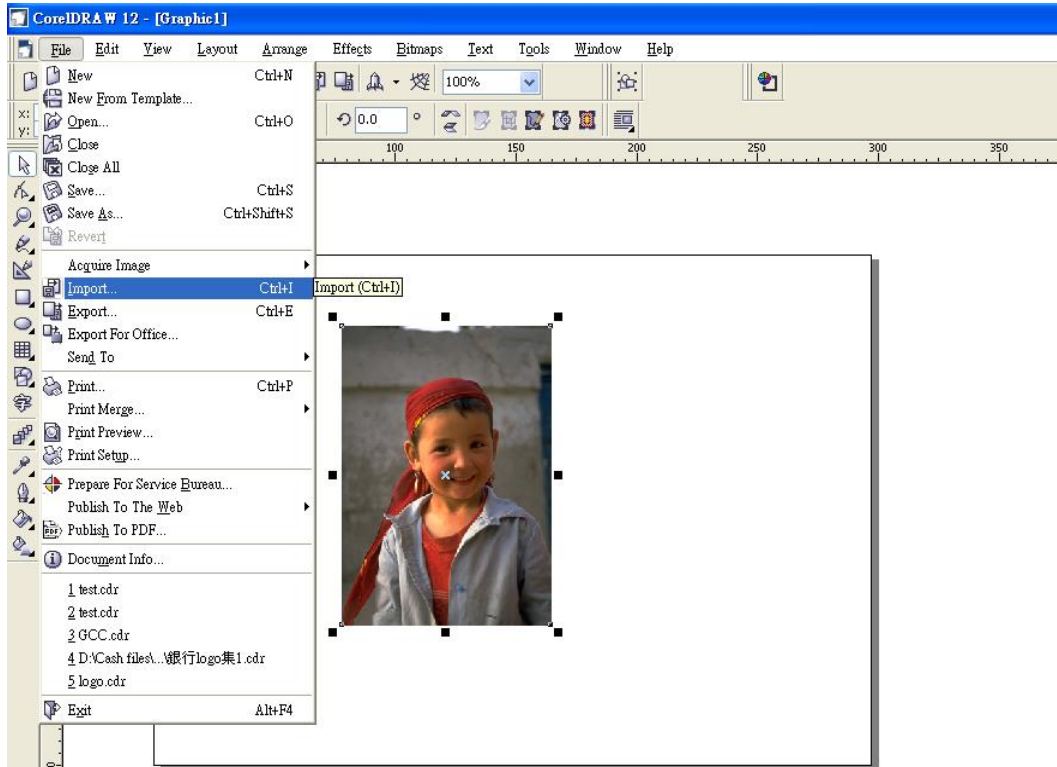 CorelDRAW 12 - [Graphic1]
File Edit View Layout Arrange Effects Bitmaps Text Tools Window Help
New Ctrl+N
100%
New From Template...
x:
y:
Open... Ctrl+O
0.0 °
Close
100 150 200 250 300 350
Close All
Save... Ctrl+S
Save As... Ctrl+Shift+S
Revert
Acquire Image
Import... Ctrl+I
Import (Ctrl+I)
Export... Ctrl+E
Export For Office...
Send To
Print... Ctrl+P
字
Print Merge...
Print Preview...
Print Setup...
Prepare For Service Bureau...
Publish To The Web
PDF
Publish To PDF...
Document Info...
1 test.cdr
2 test.cdr
3 GCC.cdr
4 D:\Cash files\...\銀行logo集1.cdr
5 logo.cdr
Exit Alt+F4